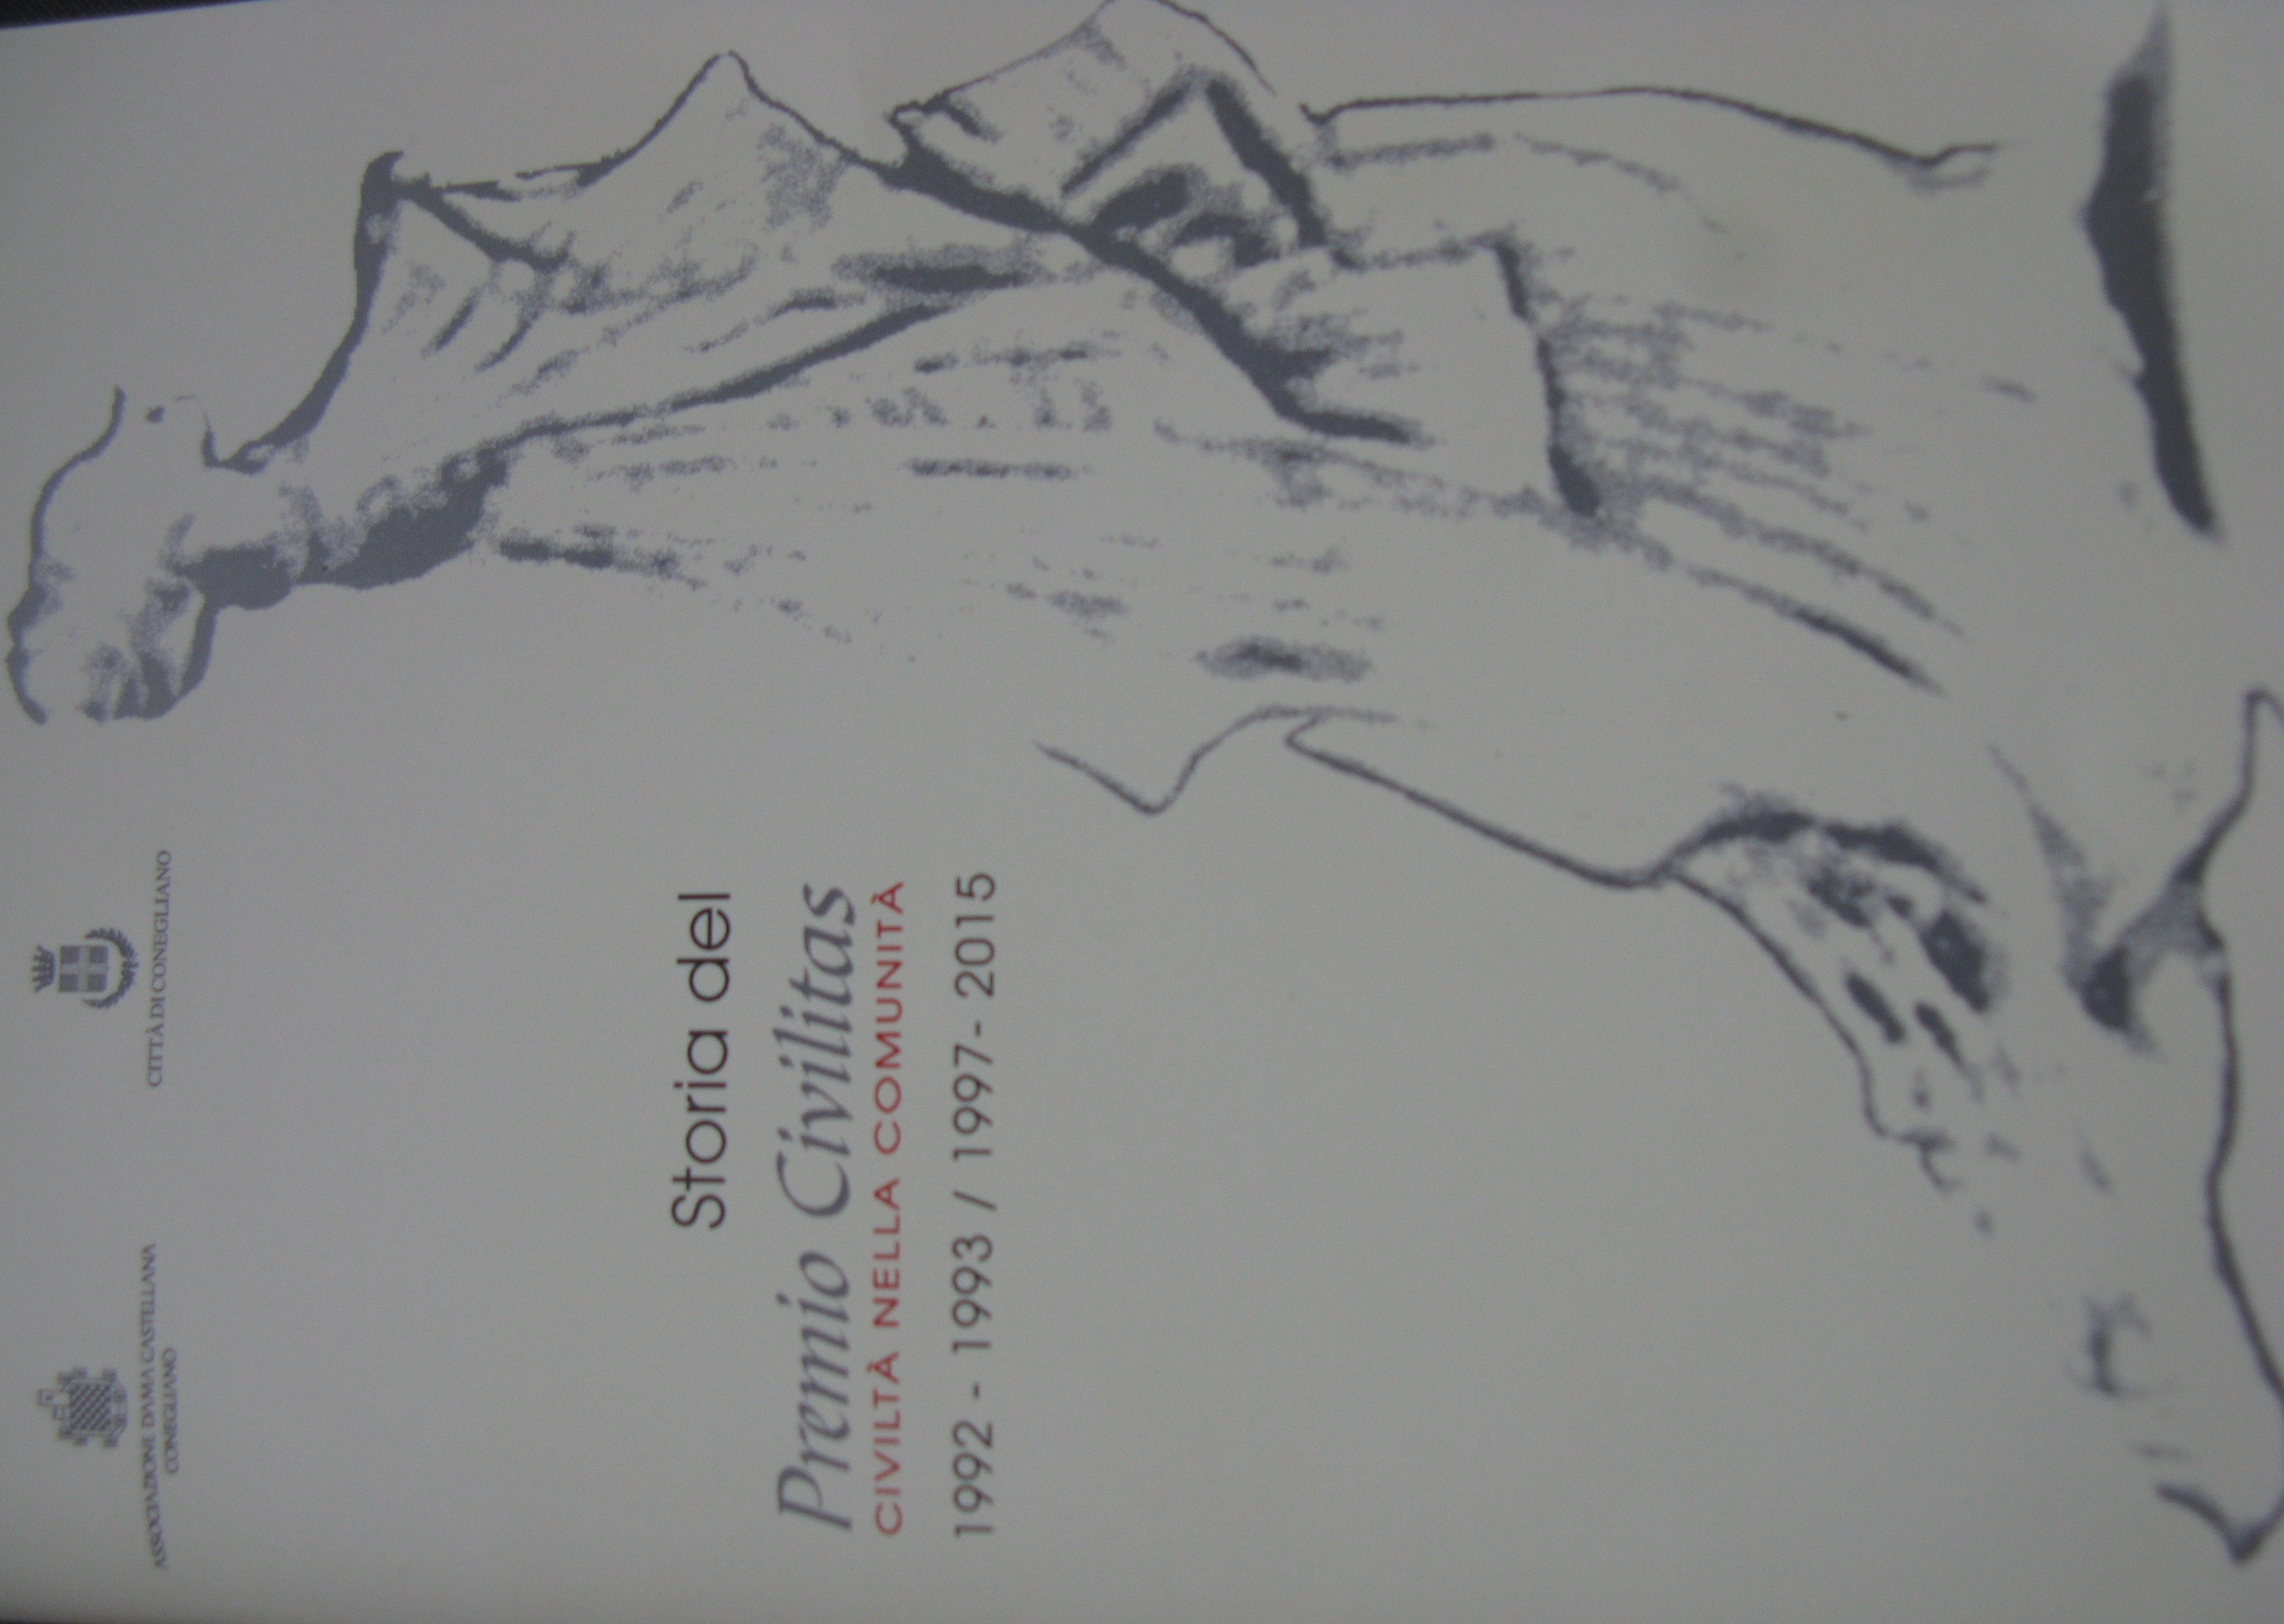 ASSOCIAZIONE DAMA CASTELLANA
CONEGLIANO
CITTÀ DI CONEGLIANO
Storia del
Premio Civilitas
CIVILTÀ NELLA COMUNITÀ
1992 - 1993 / 1997- 2015